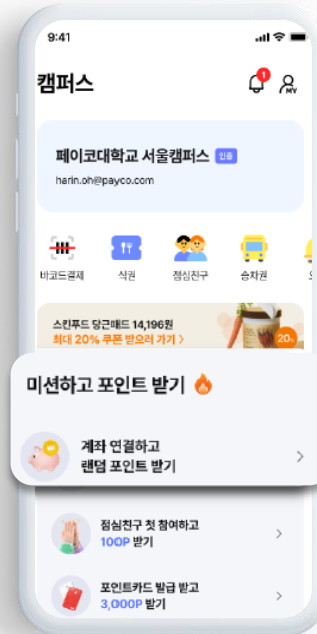 9:41
캠퍼스
1
MY
페이코대학교 서울캠퍼스 인증
harin.oh@payco.com
바코드결제 식권 점심친구 승차권
스킨푸드 당근패드 14,196원
최대 20% 쿠폰 받으러 가기 >
20%
미션하고 포인트 받기
계좌 연결하고
랜덤 포인트 받기
점심친구 첫 참여하고
100P 받기
포인트카드 발급 받고
3,000P 받기